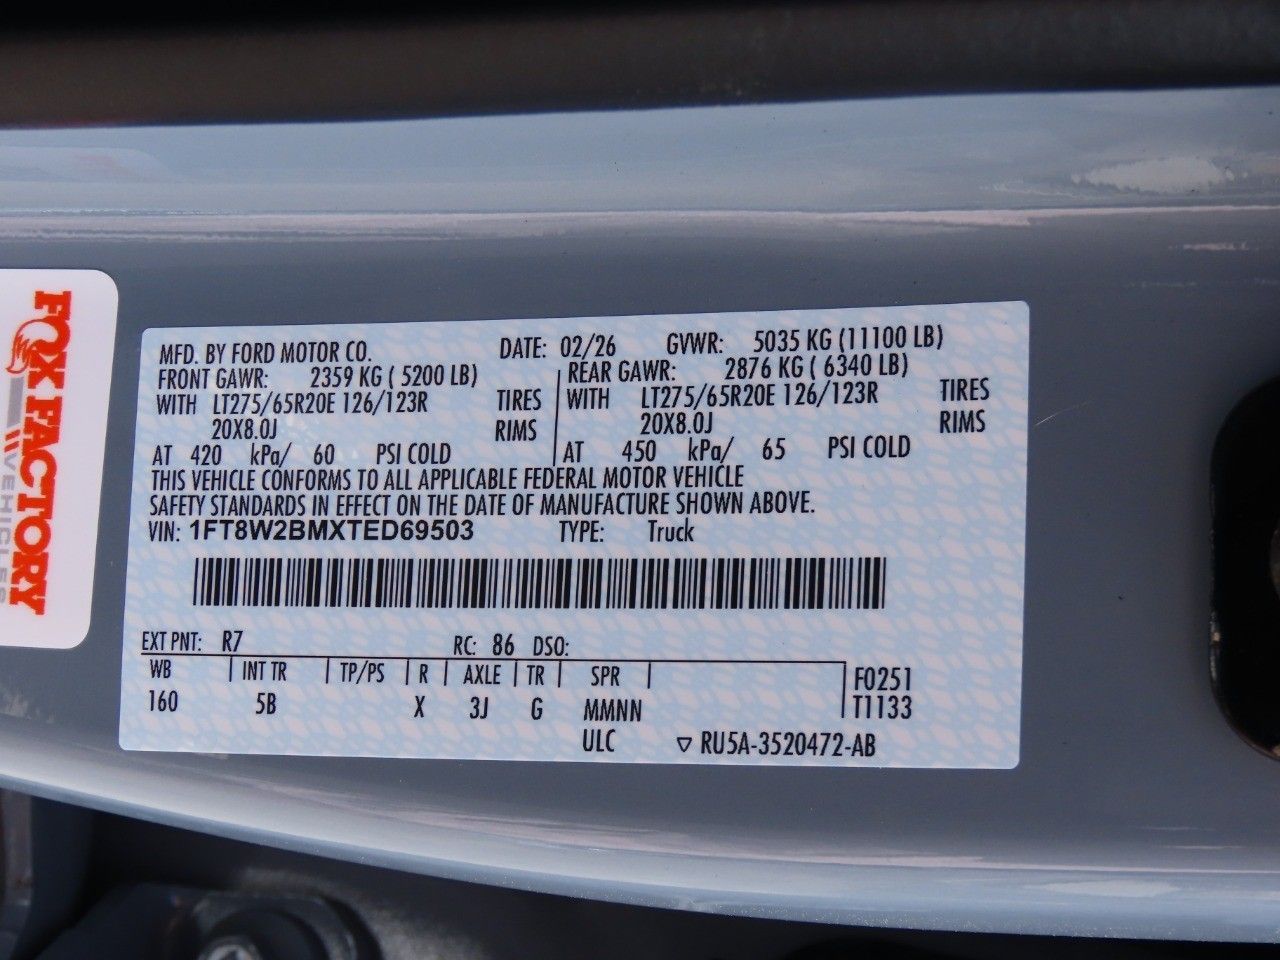 FOX FACTORY
VEHICLES
MFD. BY FORD MOTOR CO. DATE: 02/26 GVWR: 5035 KG (11100 LB)
FRONT GAWR: 2359 KG ( 5200 LB) REAR GAWR: 2876 KG ( 6340 LB)
WITH LT275/65R20E 126/123R TIRES WITH LT275/65R20E 126/123R TIRES
20X8.0J RIMS 20X8.0J RIMS
AT 420 kPa/ 60 PSI COLD AT 450 kPa/ 65 PSI COLD
THIS VEHICLE CONFORMS TO ALL APPLICABLE FEDERAL MOTOR VEHICLE
SAFETY STANDARDS IN EFFECT ON THE DATE OF MANUFACTURE SHOWN ABOVE.
VIN: 1FT8W2BMXTED69503 TYPE: Truck
EXT PNT: R7 RC: 86 DSO:
WB INT TR TP/PS R AXLE TR SPR F0251
160 5B X 3J G MMNN T1133
ULC ▽ RU5A-3520472-AB